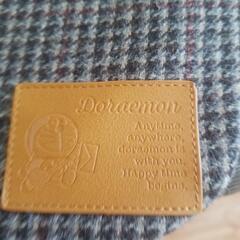 Doraemon
Anytime,
anywhere,
doraemon is
with you.
Happy time
begins.